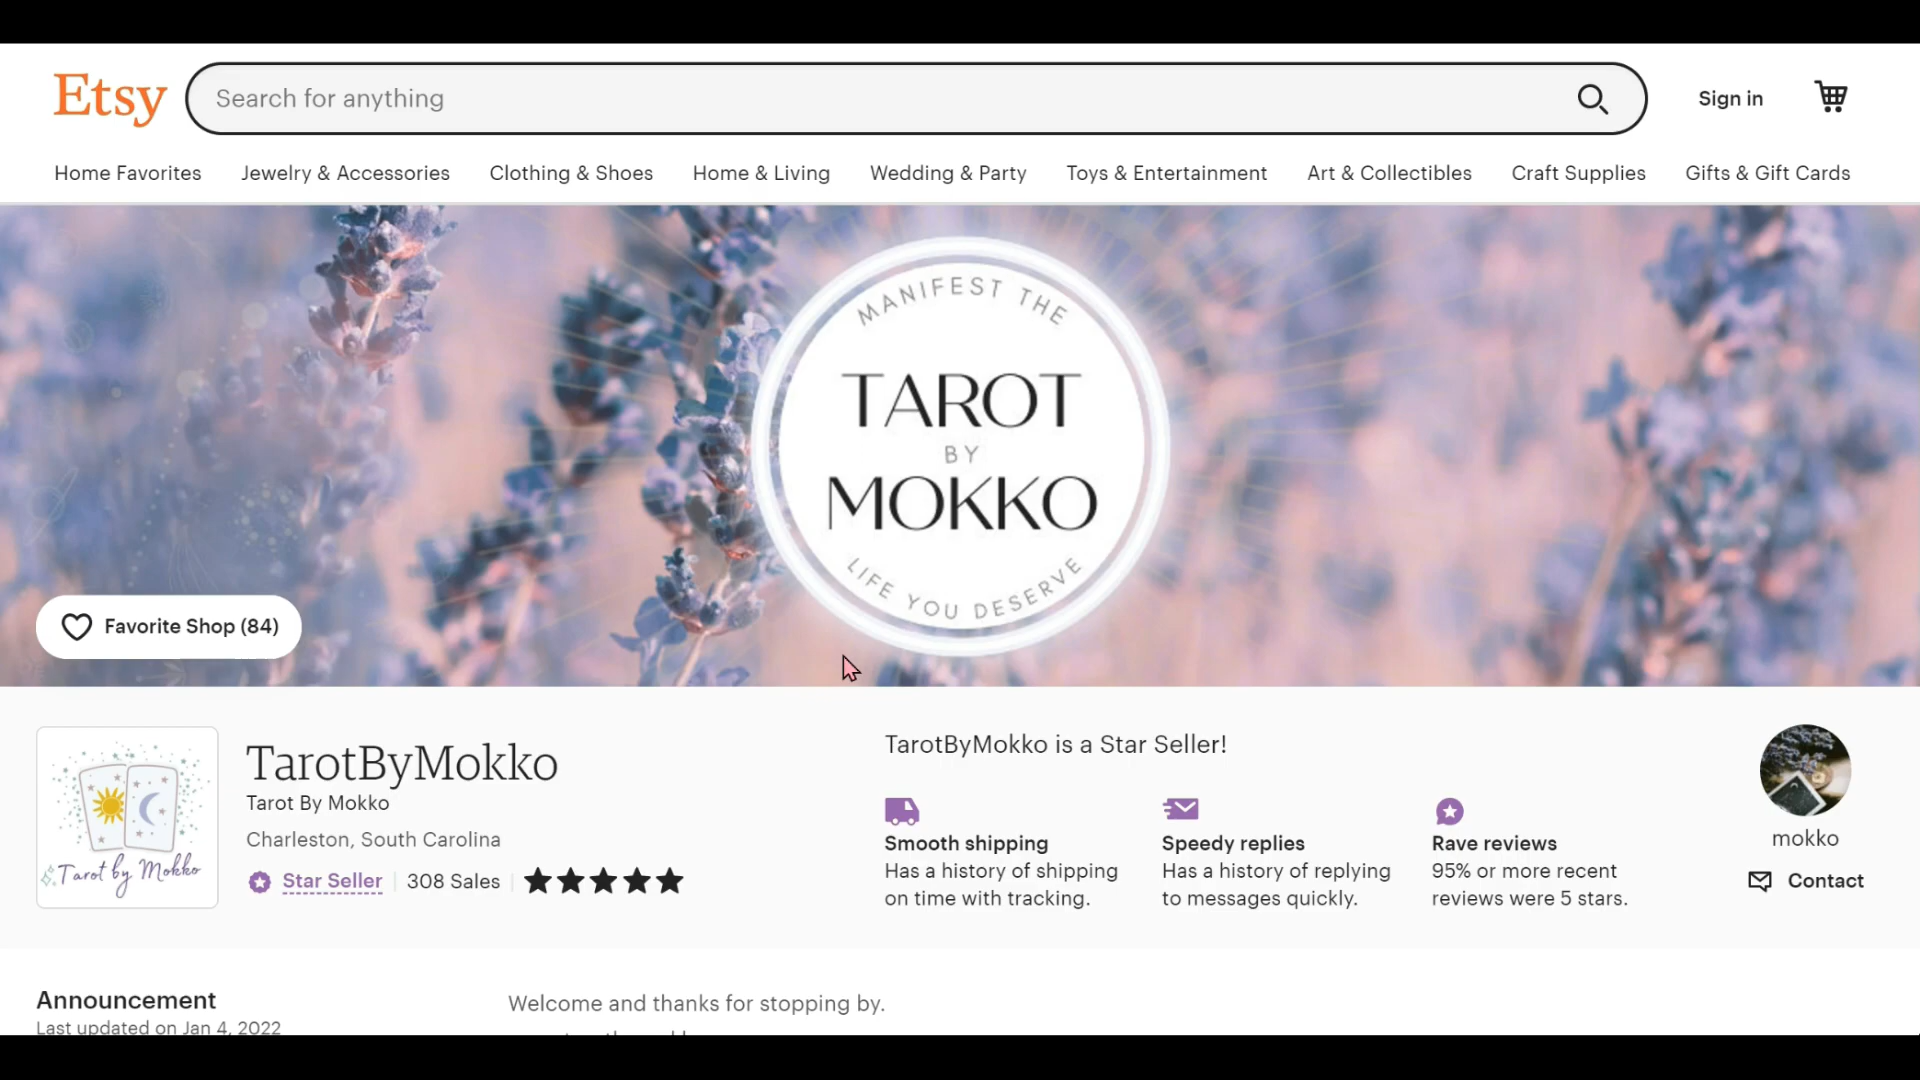 Etsy
Search for anything
Sign in
Home Favorites
Jewelry & Accessories
Clothing & Shoes
Home & Living
Wedding & Party
Toys & Entertainment
Art & Collectibles
Craft Supplies
Gifts & Gift Cards
MANIFEST THE
TAROT
BY
MOKKO
LIFE YOU DESERVE
Favorite Shop (84)
Tarot by Mokko
TarotByMokko
Tarot By Mokko
Charleston, South Carolina
Star Seller
308 Sales
TarotByMokko is a Star Seller!
Smooth shipping
Has a history of shipping
on time with tracking.
Speedy replies
Has a history of replying
to messages quickly.
Rave reviews
95% or more recent
reviews were 5 stars.
mokko
Contact
Announcement
Last updated on Jan 4, 2022
Welcome and thanks for stopping by.